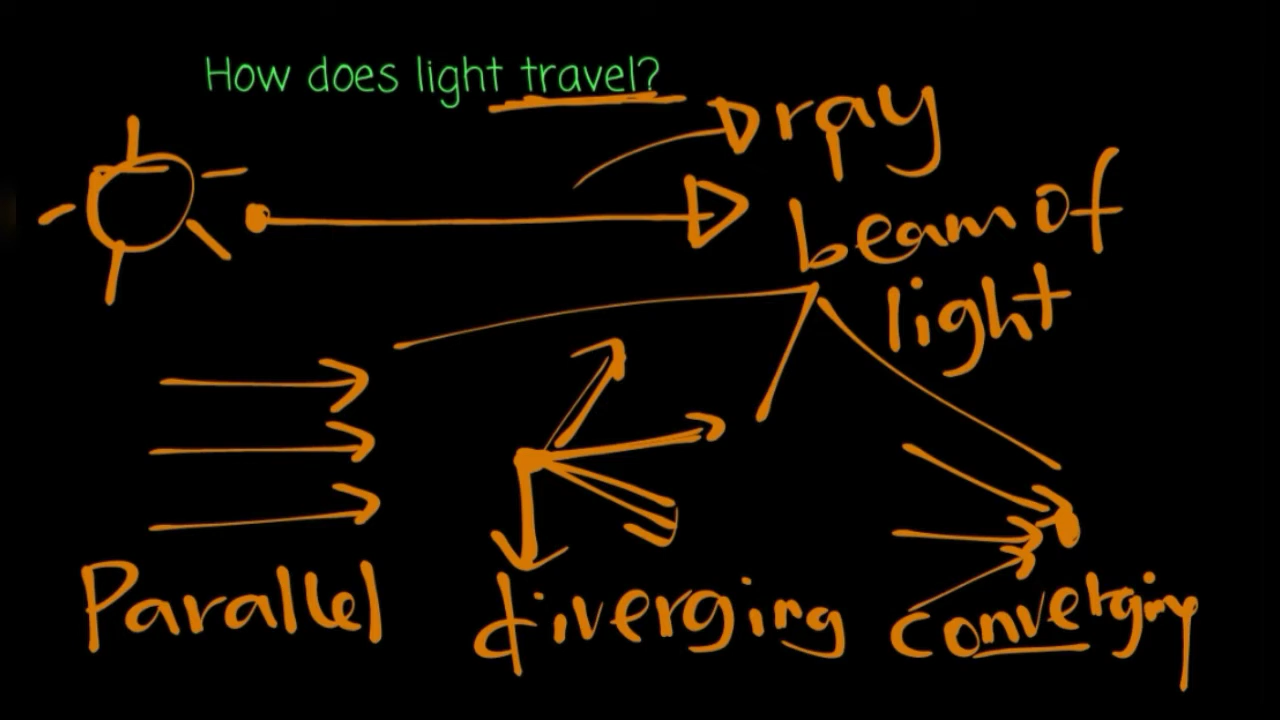 How does light travel?
ray
beam of
light
Parallel
diverging
converging